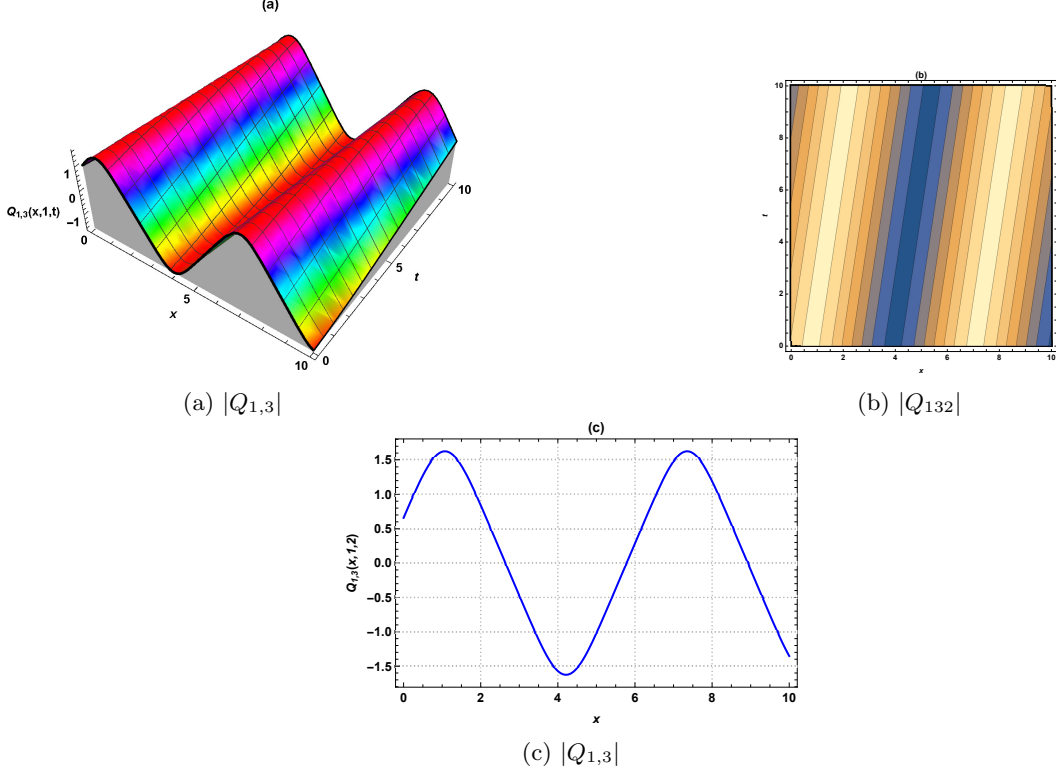 (a)
1
0
−1
Q1,3(x,1,t)
0
5
x
10
0
5
t
10
(a) |Q1,3|
(b)
10
8
6
t
4
2
0
0 2 4 6 8 10
x
(b) |Q132|
(c)
1.5
1.0
0.5
Q1,3(x,1,2)
0.0
−0.5
−1.0
−1.5
0 2 4 6 8 10
x
(c) |Q1,3|